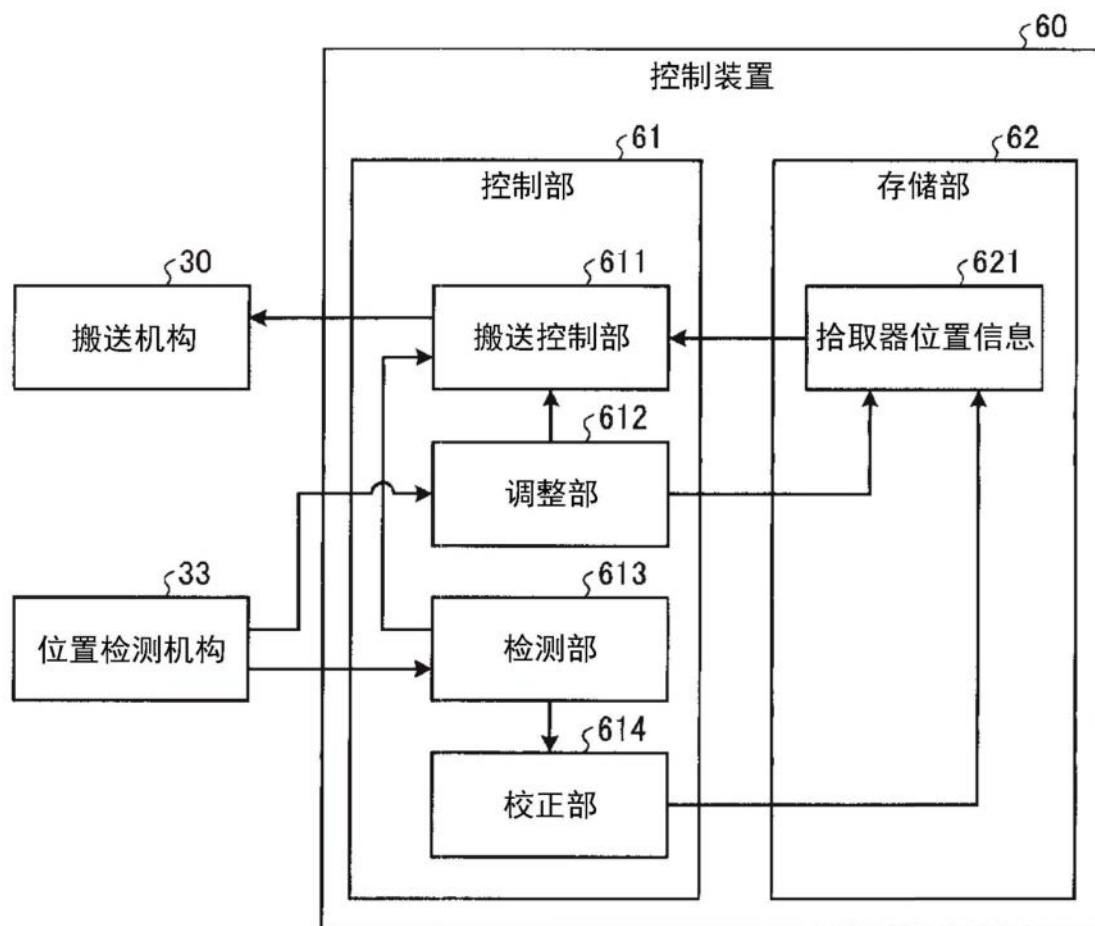 60
控制装置
61
控制部
62
存储部
30
搬送机构
611
搬送控制部
621
拾取器位置信息
612
调整部
33
位置检测机构
613
检测部
614
校正部